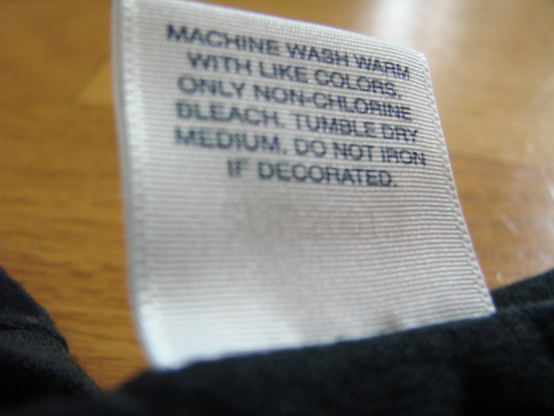 MACHINE WASH WARM
WITH LIKE COLORS,
ONLY NON-CHLORINE
BLEACH. TUMBLE DRY
MEDIUM. DO NOT IRON
IF DECORATED.